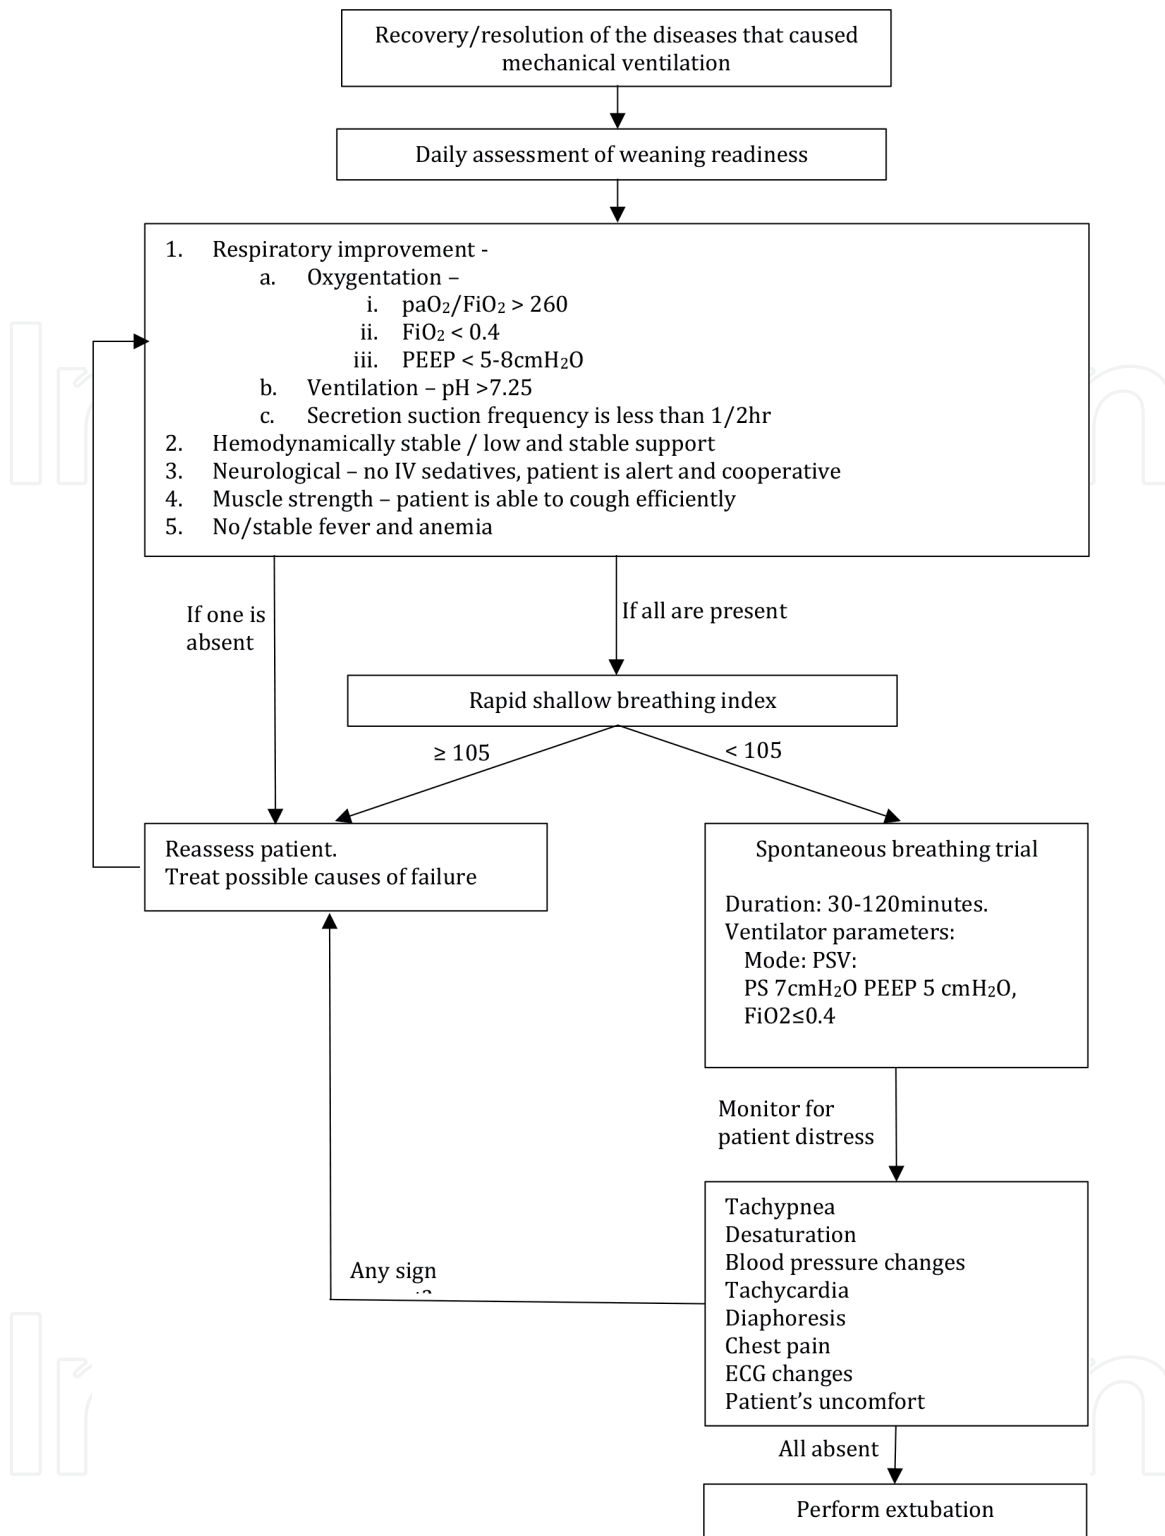 Recovery/resolution of the diseases that caused
mechanical ventilation
Daily assessment of weaning readiness
1. Respiratory improvement -
a. Oxygentation –
i. paO₂/FiO₂ > 260
ii. FiO₂ < 0.4
iii. PEEP < 5-8cmH₂O
b. Ventilation – pH >7.25
c. Secretion suction frequency is less than 1/2hr
2. Hemodynamically stable / low and stable support
3. Neurological – no IV sedatives, patient is alert and cooperative
4. Muscle strength – patient is able to cough efficiently
5. No/stable fever and anemia
If one is
absent
If all are present
Rapid shallow breathing index
≥ 105
< 105
Reassess patient.
Treat possible causes of failure
Spontaneous breathing trial
Duration: 30-120minutes.
Ventilator parameters:
Mode: PSV:
PS 7cmH₂O PEEP 5 cmH₂O,
FiO2≤0.4
Monitor for
patient distress
Tachypnea
Desaturation
Blood pressure changes
Tachycardia
Diaphoresis
Chest pain
ECG changes
Patient’s uncomfort
Any sign
All absent
Perform extubation